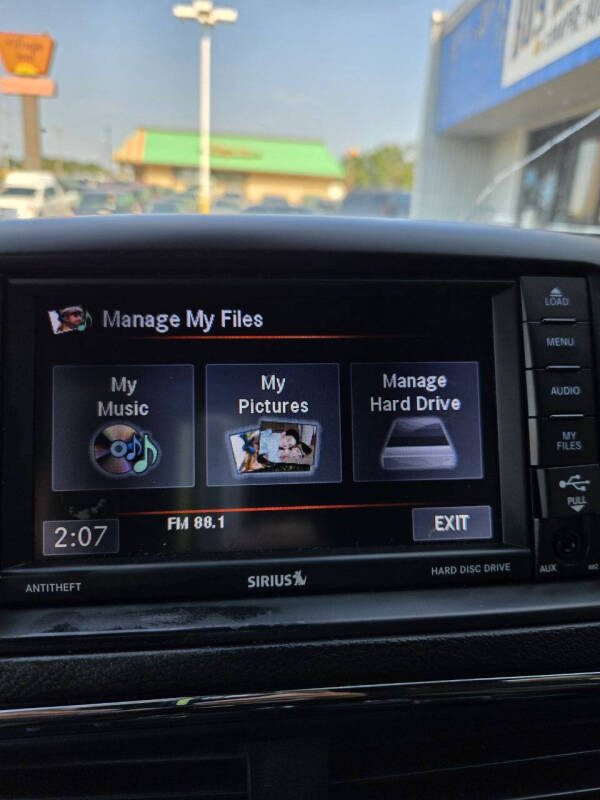 Manage My Files
My
Music
My
Pictures
Manage
Hard Drive
2:07
FM 88.1
EXIT
ANTITHEFT
SIRIUS
HARD DISC DRIVE
LOAD
MENU
AUDIO
MY
FILES
PULL
AUX